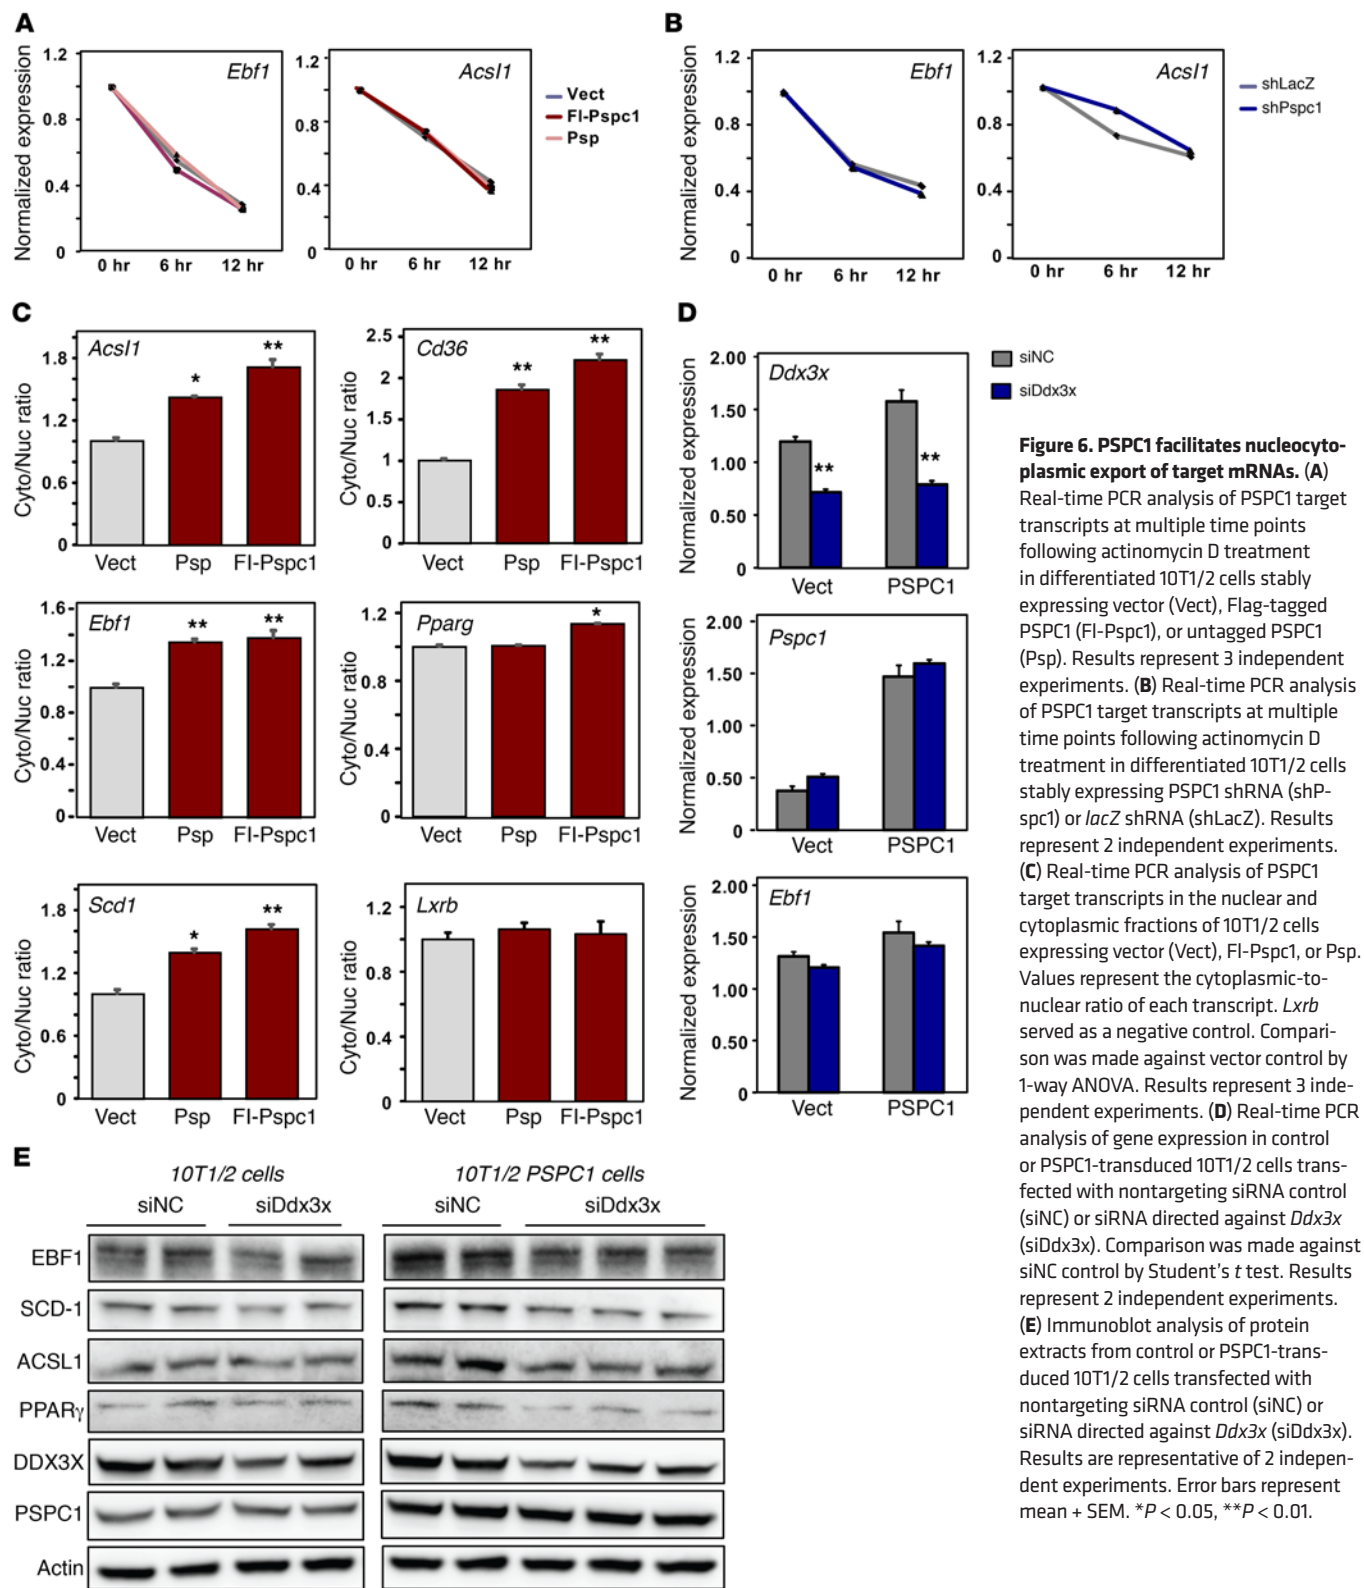 A
Normalized expression
1.2
0.8
0.4
0
Ebf1
0 hr 6 hr 12 hr
1.2
0.8
0.4
0
Acsl1
0 hr 6 hr 12 hr
Vect
Fl-Pspc1
Psp
B
Normalized expression
1.2
0.8
0.4
0
Ebf1
0 hr 6 hr 12 hr
1.2
0.8
0.4
0
Acsl1
0 hr 6 hr 12 hr
shLacZ
shPspc1
C
Cyto/Nuc ratio
1.8
1.2
0.6
0
Acsl1
*
**
Vect Psp Fl-Pspc1
Cyto/Nuc ratio
2.5
2
1.5
1
0.5
0
Cd36
**
**
Vect Psp Fl-Pspc1
Cyto/Nuc ratio
1.6
1.2
0.8
0.4
0
Ebf1
**
**
Vect Psp Fl-Pspc1
Cyto/Nuc ratio
1.2
0.8
0.4
0
Pparg
*
Vect Psp Fl-Pspc1
Cyto/Nuc ratio
1.8
1.2
0.6
0
Scd1
*
**
Vect Psp Fl-Pspc1
Cyto/Nuc ratio
1.2
0.8
0.4
0
Lxrb
Vect Psp Fl-Pspc1
D
Normalized expression
2.00
1.50
1.00
0.50
0
Ddx3x
**
**
Vect PSPC1
siNC
siDdx3x
Normalized expression
2.00
1.50
1.00
0.50
0
Pspc1
Vect PSPC1
Normalized expression
2.00
1.50
1.00
0.50
0
Ebf1
Vect PSPC1
E
10T1/2 cells
10T1/2 PSPC1 cells
siNC siDdx3x siNC siDdx3x
EBF1
SCD-1
ACSL1
PPARγ
DDX3X
PSPC1
Actin
Figure 6. PSPC1 facilitates nucleocyto-
plasmic export of target mRNAs. (A)
Real-time PCR analysis of PSPC1 target
transcripts at multiple time points
following actinomycin D treatment
in differentiated 10T1/2 cells stably
expressing vector (Vect), Flag-tagged
PSPC1 (Fl-Pspc1), or untagged PSPC1
(Psp). Results represent 3 independent
experiments. (B) Real-time PCR analysis
of PSPC1 target transcripts at multiple
time points following actinomycin D
treatment in differentiated 10T1/2 cells
stably expressing PSPC1 shRNA (shP-
spc1) or lacZ shRNA (shLacZ). Results
represent 2 independent experiments.
(C) Real-time PCR analysis of PSPC1
target transcripts in the nuclear and
cytoplasmic fractions of 10T1/2 cells
expressing vector (Vect), Fl-Pspc1, or Psp.
Values represent the cytoplasmic-to-
nuclear ratio of each transcript. Lxrb
served as a negative control. Compari-
son was made against vector control by
1-way ANOVA. Results represent 3 inde-
pendent experiments. (D) Real-time PCR
analysis of gene expression in control
or PSPC1-transduced 10T1/2 cells trans-
fected with nontargeting siRNA control
(siNC) or siRNA directed against Ddx3x
(siDdx3x). Comparison was made against
siNC control by Student’s t test. Results
represent 2 independent experiments.
(E) Immunoblot analysis of protein
extracts from control or PSPC1-trans-
duced 10T1/2 cells transfected with
nontargeting siRNA control (siNC) or
siRNA directed against Ddx3x (siDdx3x).
Results are representative of 2 indepen-
dent experiments. Error bars represent
mean + SEM. *P < 0.05, **P < 0.01.